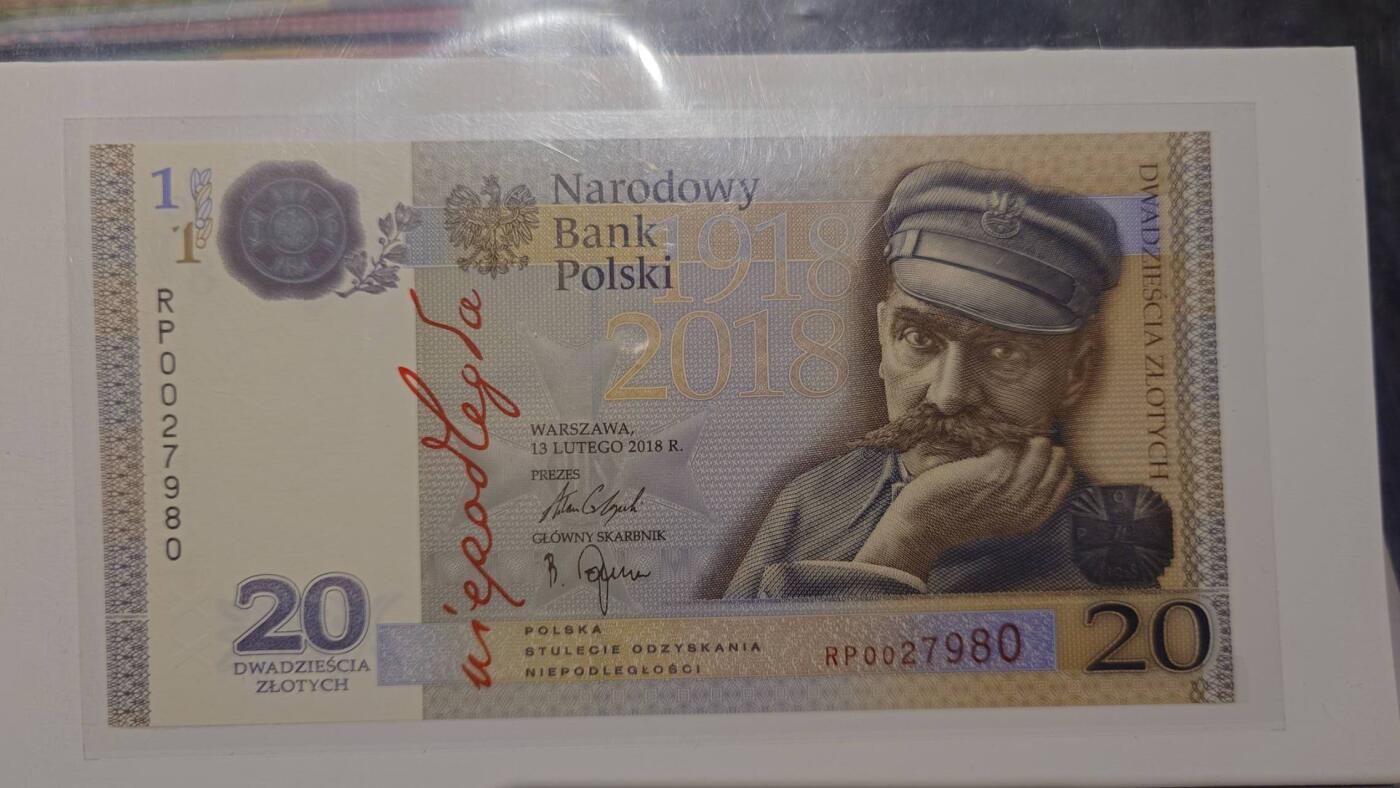 1
1
RP0027980
20
DWADZIEŚCIA
ZŁOTYCH
Narodowy
Bank
Polski
1918
2018
niepodległa
WARSZAWA,
13 LUTEGO 2018 R.
PREZES
GŁÓWNY SKARBNIK
POLSKA
STULECIE ODZYSKANIA
NIEPODLEGŁOŚCI
RP0027980
20
DWADZIEŚCIA ZŁOTYCH